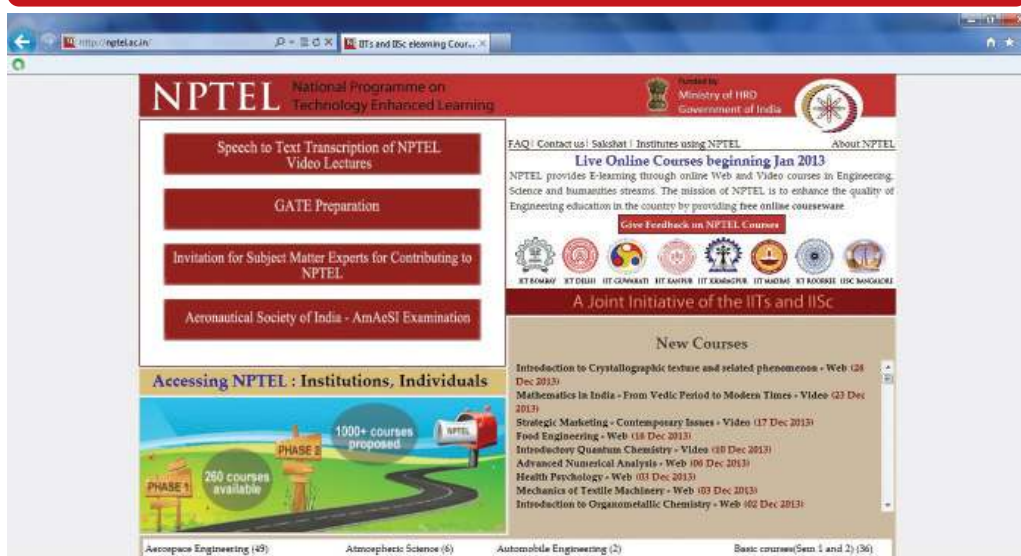 http://nptel.ac.in/
IITs and IISc elearning Cour...
NPTEL
National Programme on
Technology Enhanced Learning
Funded by
Ministry of HRD
Government of India
Speech to Text Transcription of NPTEL
Video Lectures
GATE Preparation
Invitation for Subject Matter Experts for Contributing to
NPTEL
Aeronautical Society of India - AmAeSI Examination
FAQ| Contact us| Sakshat | Institutes using NPTEL About NPTEL
Live Online Courses beginning Jan 2013
NPTEL provides E-learning through online Web and Video courses in Engineering,
Science and humanities streams. The mission of NPTEL is to enhance the quality of
Engineering education in the country by providing free online courseware.
Give Feedback on NPTEL Courses
IIT BOMBAY IIT DELHI IIT GUWAHATI IIT KANPUR IIT KHARAGPUR IIT MADRAS IIT ROORKEE IISC BANGALORE
A Joint Initiative of the IITs and IISc
Accessing NPTEL : Institutions, Individuals
PHASE 1
260 courses
available
PHASE 2
1000+ courses
proposed
NPTEL
New Courses
Introduction to Crystallographic texture and related phenomenon - Web (26
Dec 2013)
Mathematics in India - From Vedic Period to Modern Times - Video (23 Dec
2013)
Strategic Marketing - Contemporary Issues - Video (17 Dec 2013)
Food Engineering - Web (16 Dec 2013)
Introductory Quantum Chemistry - Video (10 Dec 2013)
Advanced Numerical Analysis - Web (06 Dec 2013)
Health Psychology - Web (03 Dec 2013)
Mechanics of Textile Machinery - Web (03 Dec 2013)
Introduction to Organometallic Chemistry - Web (02 Dec 2013)
Aerospace Engineering (49) Atmospheric Science (6) Automobile Engineering (2) Basic courses(Sem 1 and 2) (36)